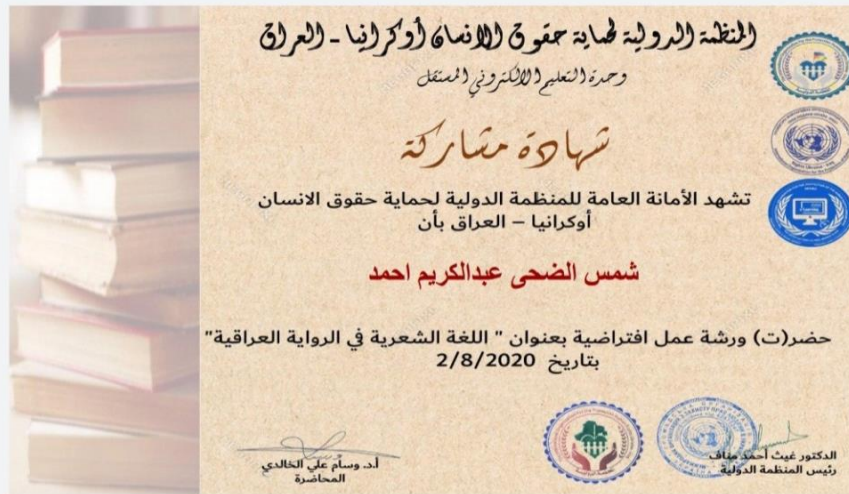 المنظمة الدولية لحماية حقوق الانسان أوكرانيا - العراق
وحدة التعليم الالكتروني المستقل
شهادة مشاركة
تشهد الأمانة العامة للمنظمة الدولية لحماية حقوق الانسان
أوكرانيا – العراق بأن
شمس الضحى عبدالكريم احمد
حضر(ت) ورشة عمل افتراضية بعنوان " اللغة الشعرية في الرواية العراقية"
بتاريخ 2/8/2020
الدكتور غيث أحمد مناف
رئيس المنظمة الدولية
أ.د. وسام علي الخالدي
المحاضرة